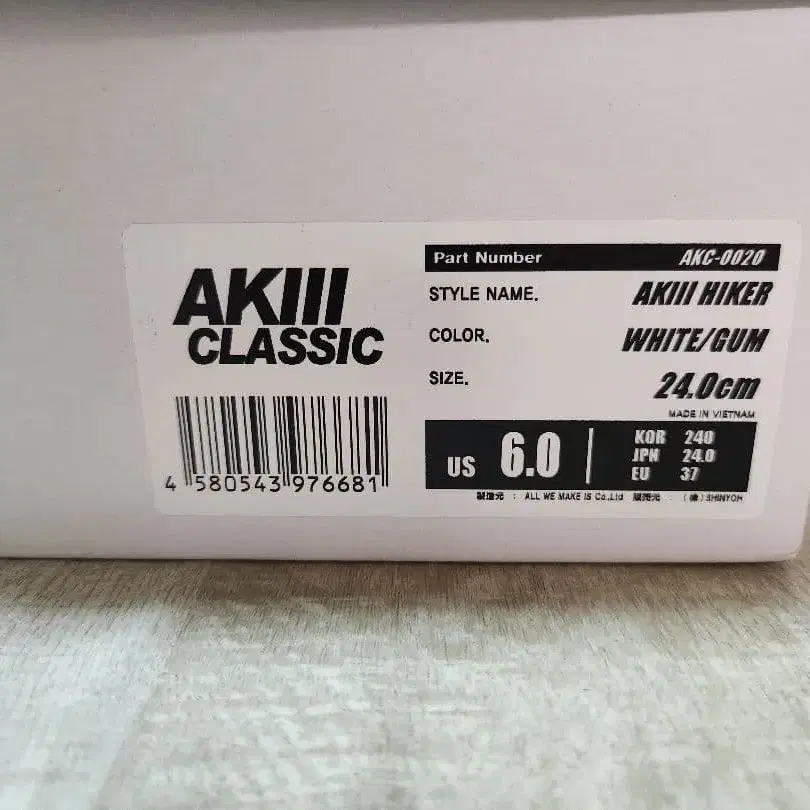 AKIII
CLASSIC
4 580543 976681
Part Number AKC-0020
STYLE NAME. AKIII HIKER
COLOR. WHITE/GUM
SIZE. 24.0cm
MADE IN VIETNAM
US 6.0
KOR 240
JPN 24.0
EU 37
製造元 : ALL WE MAKE IS Co.,Ltd 販売元 : (株)SHINYOH